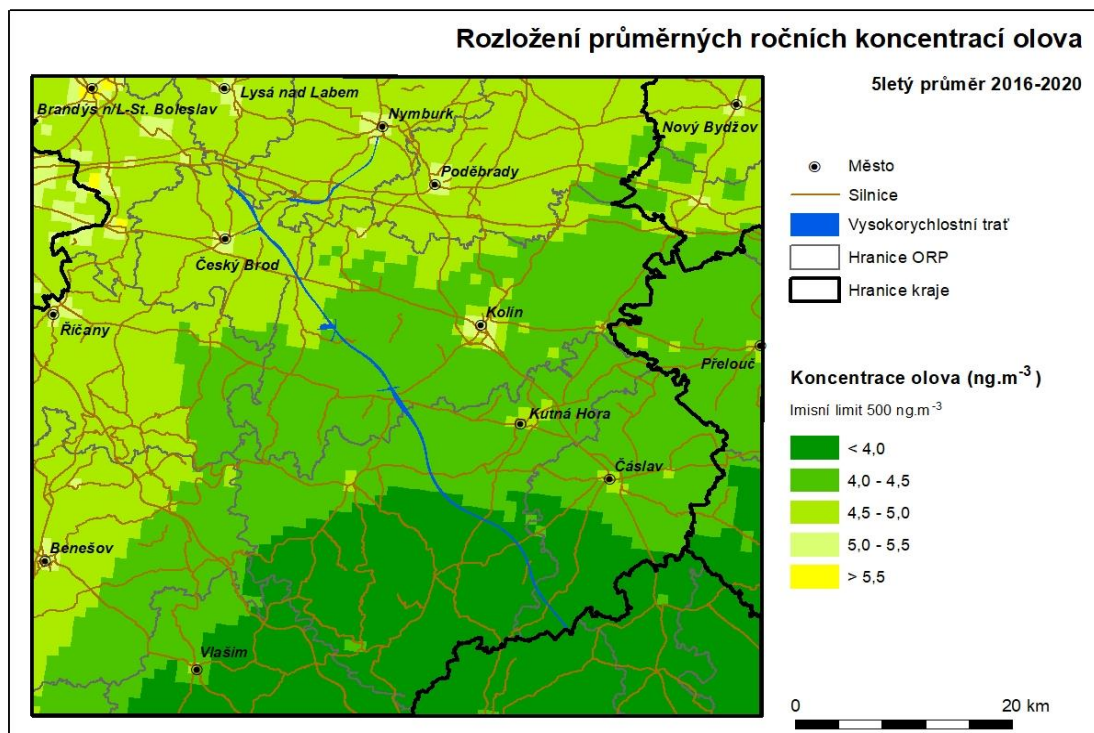 Rozložení průměrných ročních koncentrací olova
5letý průměr 2016-2020
Brandýs n/L-St. Boleslav
Lysá nad Labem
Nymburk
Nový Bydžov
Poděbrady
Český Brod
Říčany
Kolín
Přelouč
Kutná Hora
Čáslav
Benešov
Vlašim
Město
Silnice
Vysokorychlostní trať
Hranice ORP
Hranice kraje
Koncentrace olova (ng.m-3 )
Imisní limit 500 ng.m-3
< 4,0
4,0 - 4,5
4,5 - 5,0
5,0 - 5,5
> 5,5
0 20 km